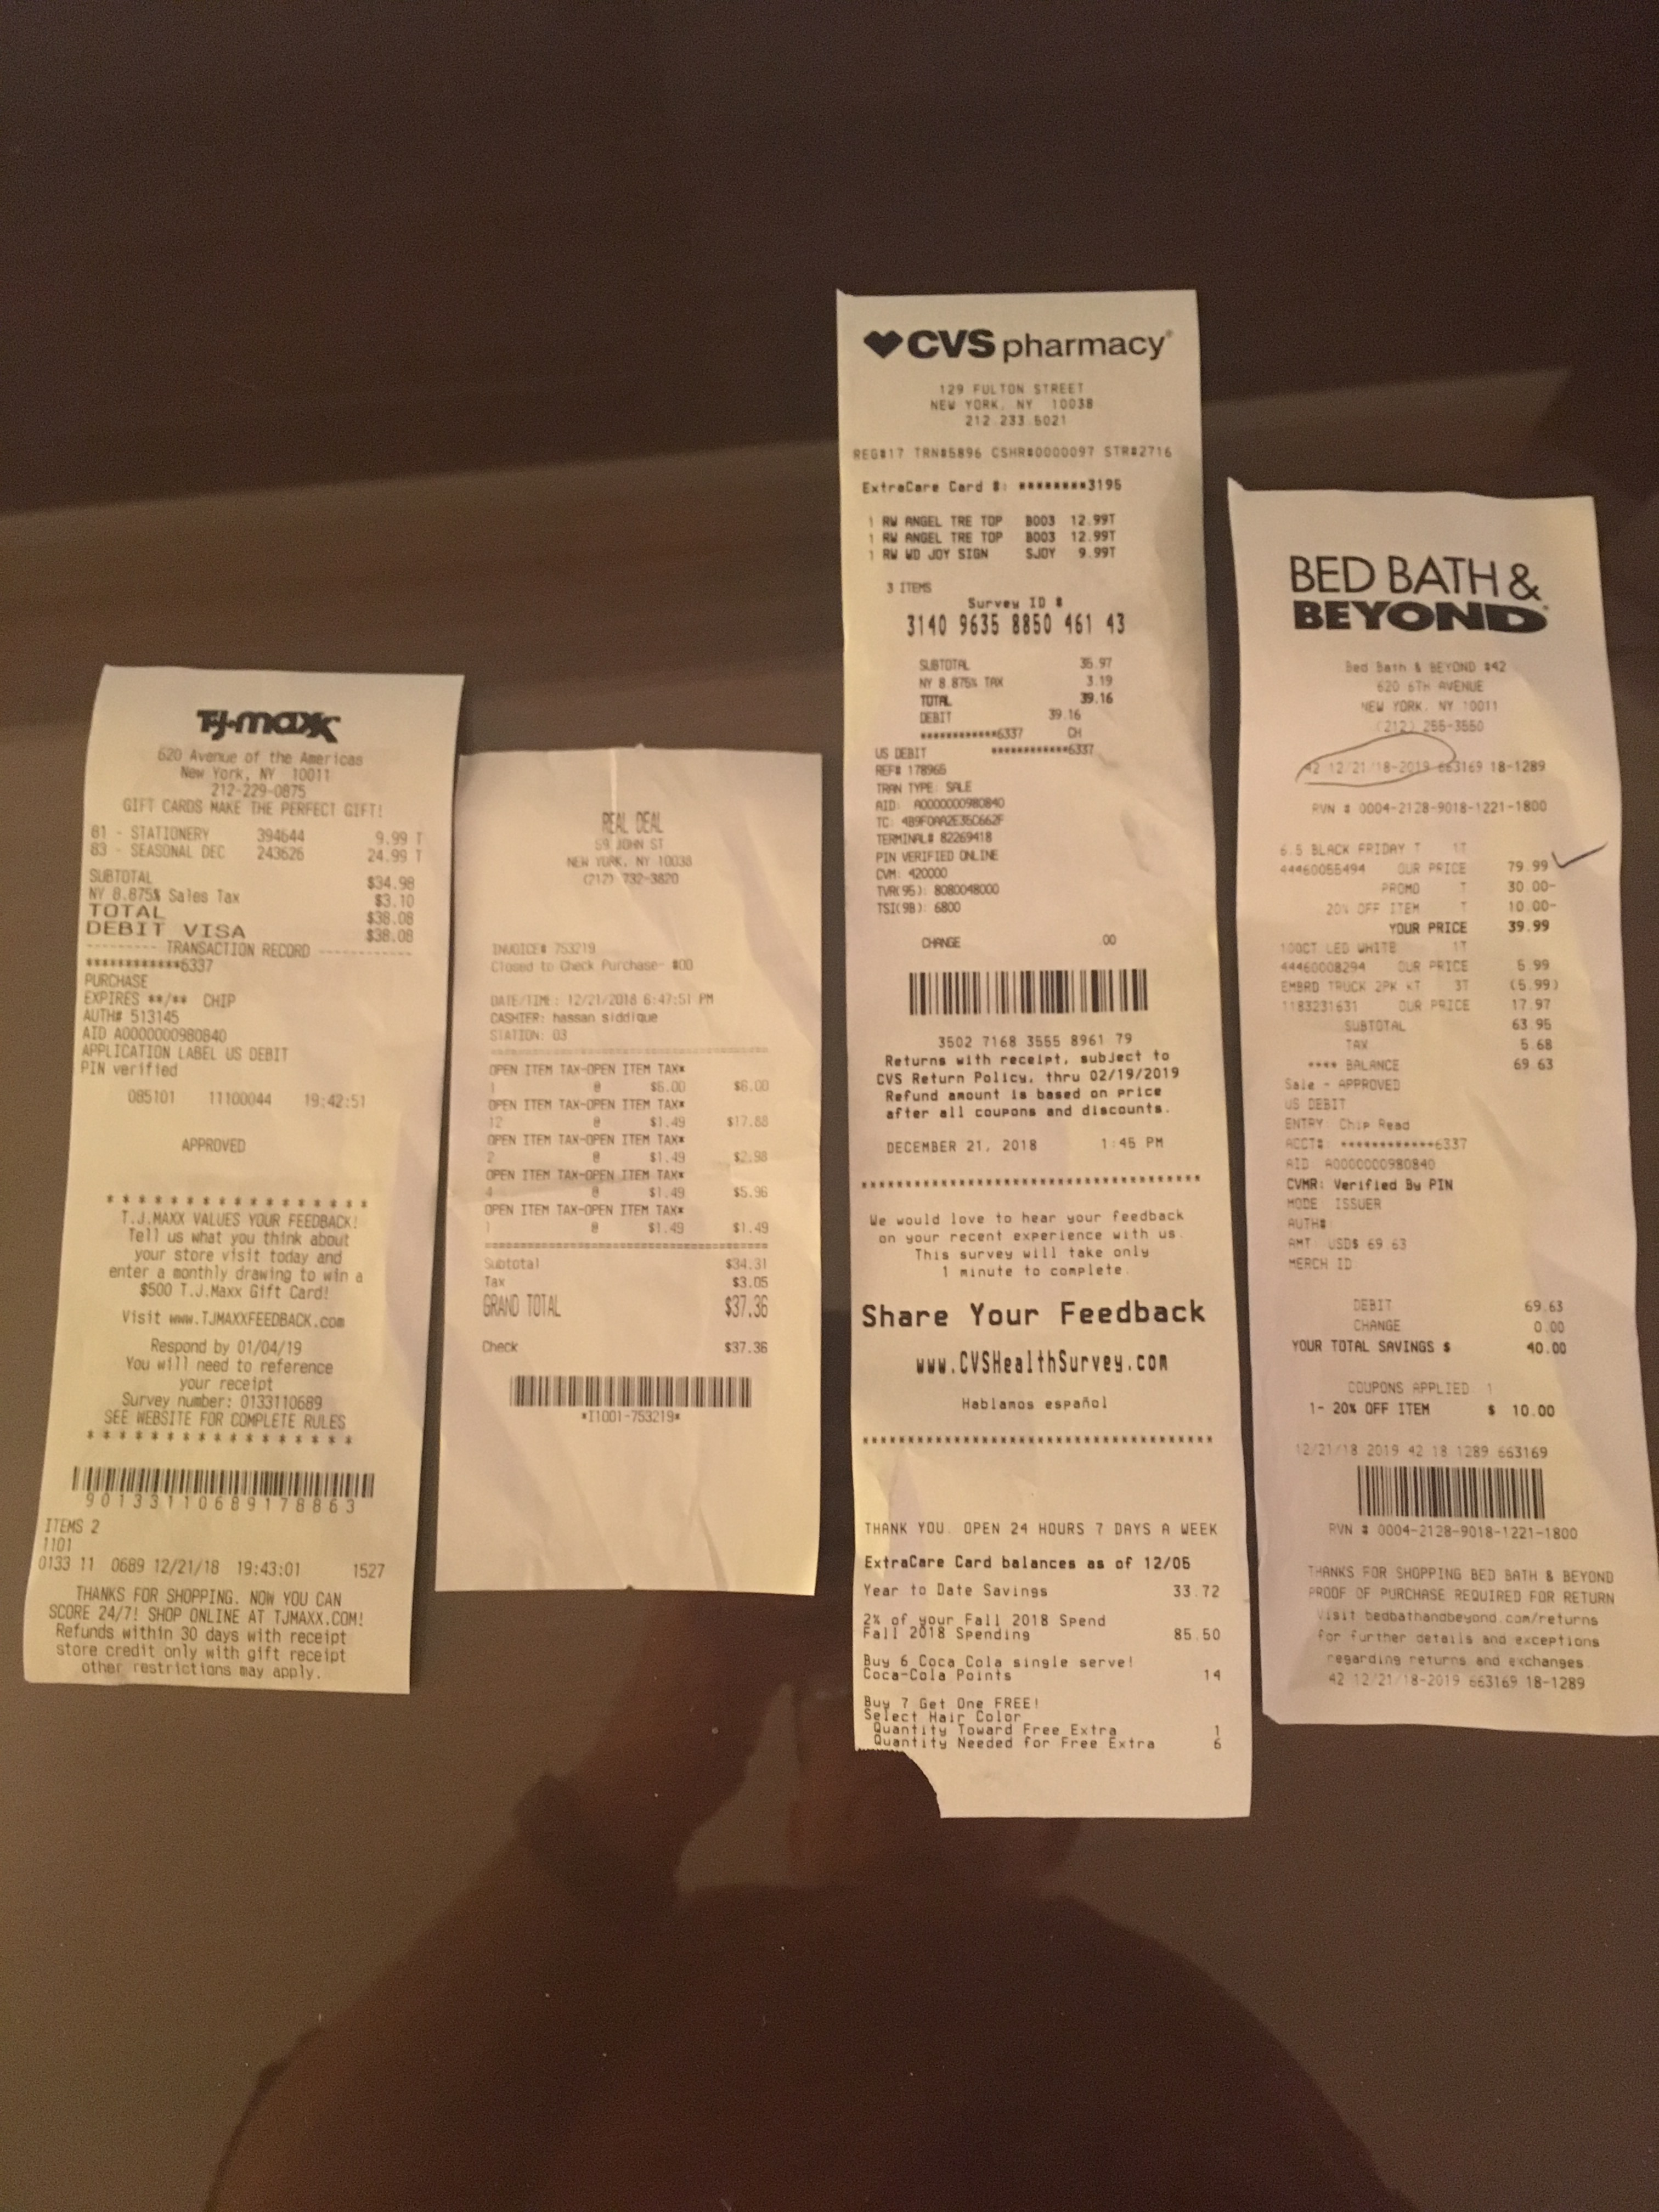 T.J.maxx
620 Avenue of the Americas
New York, NY 10011
212-229-0875
GIFT CARDS MAKE THE PERFECT GIFT!
81 - STATIONERY 394644 9.99 T
83 - SEASONAL DEC 243626 24.99 T
SUBTOTAL $34.98
NY 8.875% Sales Tax $3.10
TOTAL $38.08
DEBIT VISA $38.08
--------- TRANSACTION RECORD ------------
************6337
PURCHASE
EXPIRES **/** CHIP
AUTH# 513145
AID A0000000980840
APPLICATION LABEL US DEBIT
PIN verified
085101 11100044 19:42:51
APPROVED
* * * * * * * * * * * * * * * * *
T.J.MAXX VALUES YOUR FEEDBACK!
Tell us what you think about
your store visit today and
enter a monthly drawing to win a
$500 T.J.Maxx Gift Card!
Visit www.TJMAXXFEEDBACK.com
Respond by 01/04/19
You will need to reference
your receipt
Survey number: 0133110689
SEE WEBSITE FOR COMPLETE RULES
* * * * * * * * * * * * * * * * *
90133110689178863
ITEMS 2
1101
0133 11 0689 12/21/18 19:43:01 1527
THANKS FOR SHOPPING. NOW YOU CAN
SCORE 24/7! SHOP ONLINE AT TJMAXX.COM!
Refunds within 30 days with receipt
store credit only with gift receipt
other restrictions may apply.
REAL DEAL
59 JOHN ST
NEW YORK, NY 10038
(212) 732-3820
INVOICE# 753219
Closed to Check Purchase- #00
DATE/TIME: 12/21/2018 6:47:51 PM
CASHIER: hassan siddique
STATION: 03
OPEN ITEM TAX-OPEN ITEM TAX*
1 @ $6.00 $6.00
OPEN ITEM TAX-OPEN ITEM TAX*
12 @ $1.49 $17.88
OPEN ITEM TAX-OPEN ITEM TAX*
2 @ $1.49 $2.98
OPEN ITEM TAX-OPEN ITEM TAX*
4 @ $1.49 $5.96
OPEN ITEM TAX-OPEN ITEM TAX*
1 @ $1.49 $1.49
Subtotal $34.31
Tax $3.05
GRAND TOTAL $37.36
Check $37.36
*I1001-753219*
CVS pharmacy®
129 FULTON STREET
NEW YORK, NY 10038
212.233.5021
REG#17 TRN#5896 CSHR#0000097 STR#2716
ExtraCare Card #: ********3195
1 RW ANGEL TRE TOP B003 12.99T
1 RW ANGEL TRE TOP B003 12.99T
1 RW WD JOY SIGN SJOY 9.99T
3 ITEMS
Survey ID #
3140 9635 8850 461 43
SUBTOTAL 35.97
NY 8.875% TAX 3.19
TOTAL 39.16
DEBIT 39.16
************6337 CH
US DEBIT ************6337
REF# 178965
TRAN TYPE: SALE
AID: A0000000980840
TC: 4B9F0AA2E35C662F
TERMINAL# 82269418
PIN VERIFIED ONLINE
CVM: 420000
TVR(95): 8080048000
TSI(9B): 6800
CHANGE .00
3502 7168 3555 8961 79
Returns with receipt, subject to
CVS Return Policy, thru 02/19/2019
Refund amount is based on price
after all coupons and discounts.
DECEMBER 21, 2018 1:45 PM
**************************************
We would love to hear your feedback
on your recent experience with us.
This survey will take only
1 minute to complete.
Share Your Feedback
www.CVSHealthSurvey.com
Hablamos español
**************************************
THANK YOU. OPEN 24 HOURS 7 DAYS A WEEK
ExtraCare Card balances as of 12/05
Year to Date Savings 33.72
2% of your Fall 2018 Spend
Fall 2018 Spending 85.50
Buy 6 Coca Cola single serve!
Coca-Cola Points 14
Buy 7 Get One FREE!
Select Hair Color
Quantity Toward Free Extra 1
Quantity Needed for Free Extra 6
BED BATH &
BEYOND®
Bed Bath & BEYOND #42
620 6TH AVENUE
NEW YORK, NY 10011
(212) 255-3550
42 12/21/18-2019 663169 18-1289
RVN # 0004-2128-9018-1221-1800
6.5 BLACK FRIDAY T 1T
44460055494 OUR PRICE 79.99
PROMO T 30.00-
20% OFF ITEM T 10.00-
YOUR PRICE 39.99
100CT LED WHITE 1T
44460008294 OUR PRICE 5.99
EMBRD TRUCK 2PK KT 3T (5.99)
1183231631 OUR PRICE 17.97
SUBTOTAL 63.95
TAX 5.68
**** BALANCE 69.63
Sale - APPROVED
US DEBIT
ENTRY: Chip Read
ACCT#: ************6337
AID: A0000000980840
CVMR: Verified By PIN
MODE: ISSUER
AUTH#:
AMT: USD$ 69.63
MERCH ID:
DEBIT 69.63
CHANGE 0.00
YOUR TOTAL SAVINGS $ 40.00
COUPONS APPLIED: 1
1- 20% OFF ITEM $ 10.00
12/21/18 2019 42 18 1289 663169
RVN # 0004-2128-9018-1221-1800
THANKS FOR SHOPPING BED BATH & BEYOND
PROOF OF PURCHASE REQUIRED FOR RETURN
Visit bedbathandbeyond.com/returns
for further details and exceptions
regarding returns and exchanges.
42 12/21/18-2019 663169 18-1289